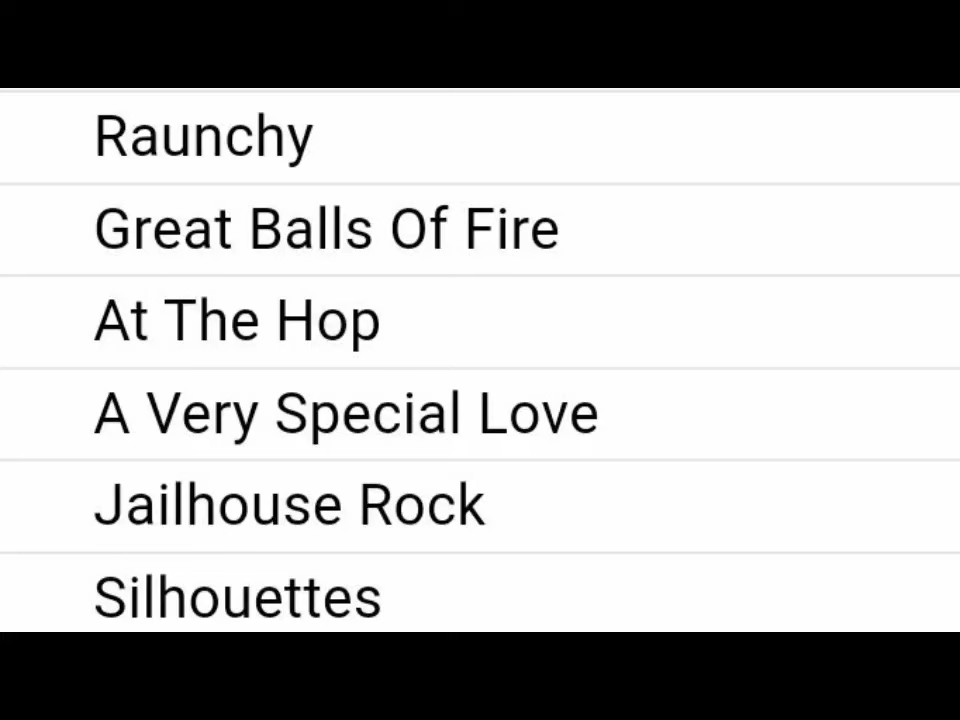 Raunchy
Great Balls Of Fire
At The Hop
A Very Special Love
Jailhouse Rock
Silhouettes